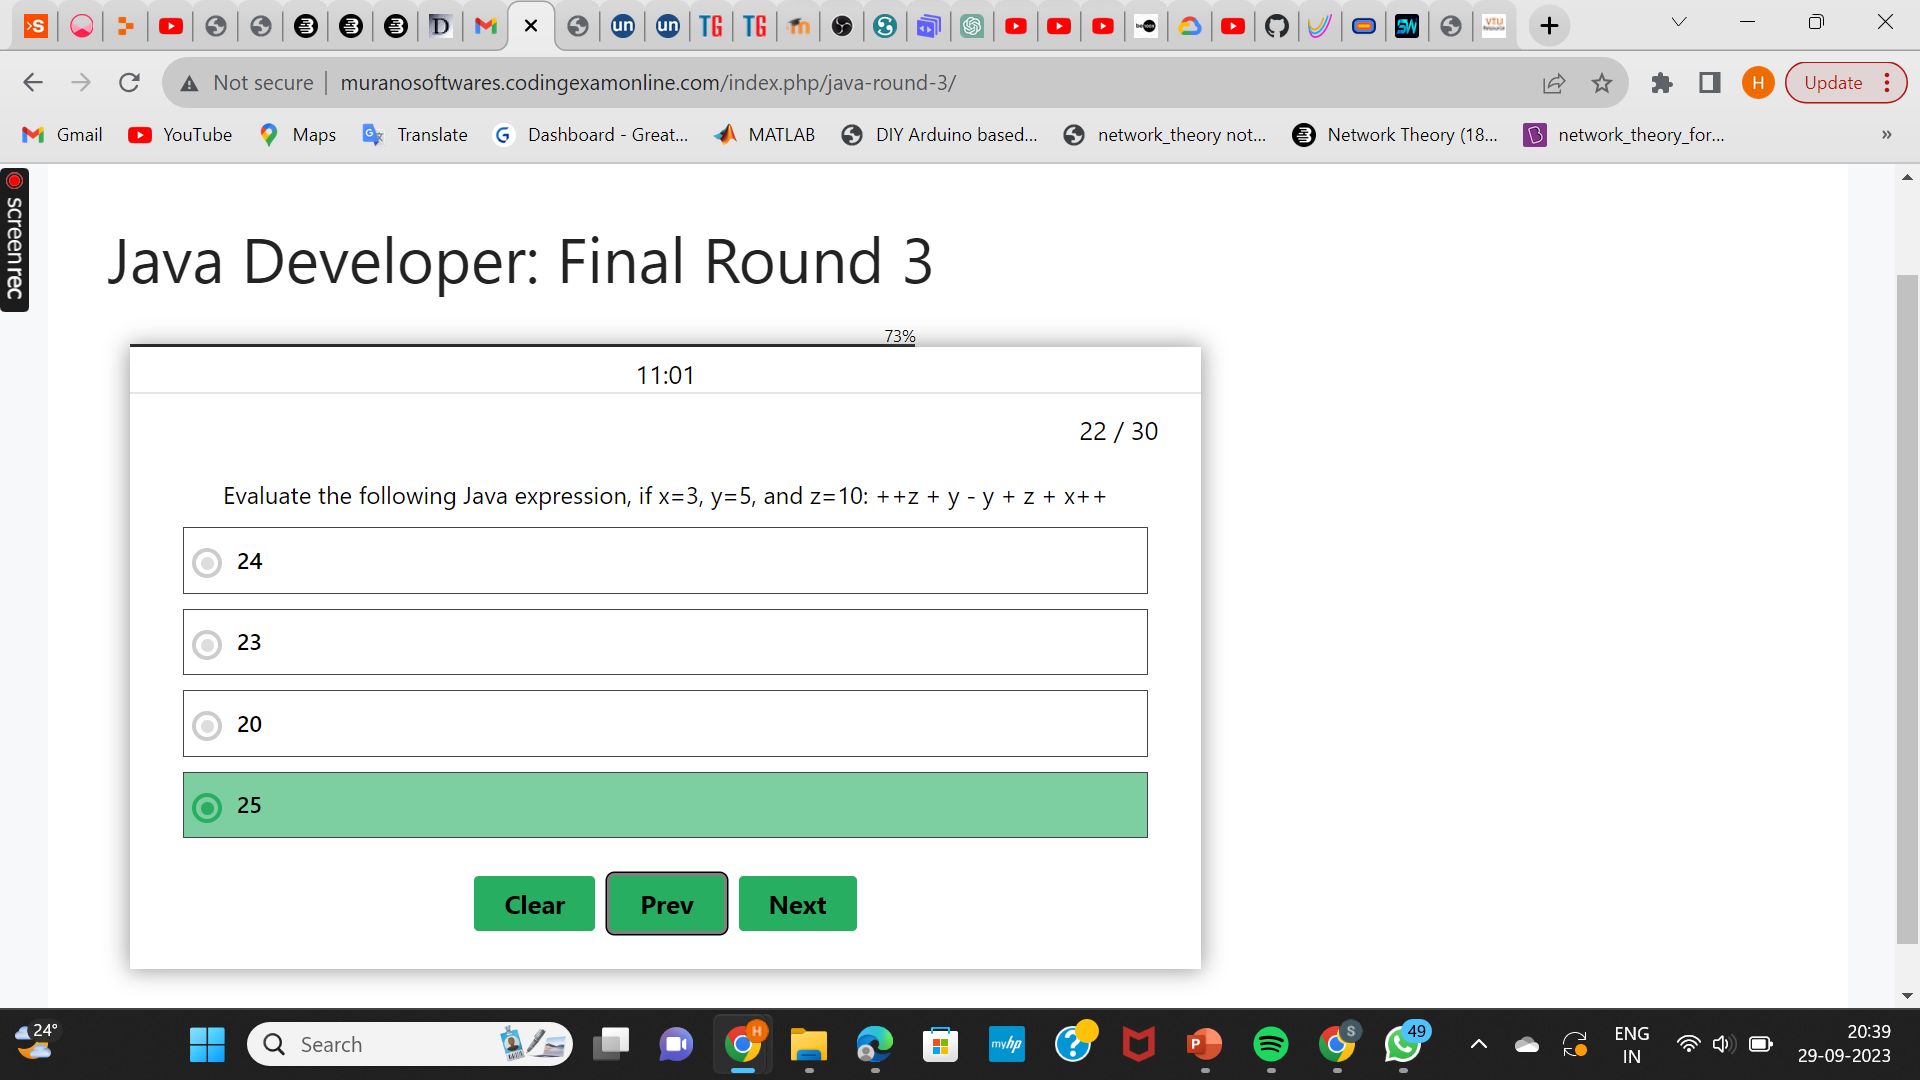 Not secure
muranosoftwares.codingexamonline.com/index.php/java-round-3/
H
Update
Gmail
YouTube
Maps
Translate
Dashboard - Great...
MATLAB
DIY Arduino based...
network_theory not...
Network Theory (18...
network_theory_for...
»
screenrec
Java Developer: Final Round 3
73%
11:01
22 / 30
Evaluate the following Java expression, if x=3, y=5, and z=10: ++z + y - y + z + x++
24
23
20
25
Clear
Prev
Next
24°
Search
H
myhp
S
49
ENG
IN
20:39
29-09-2023